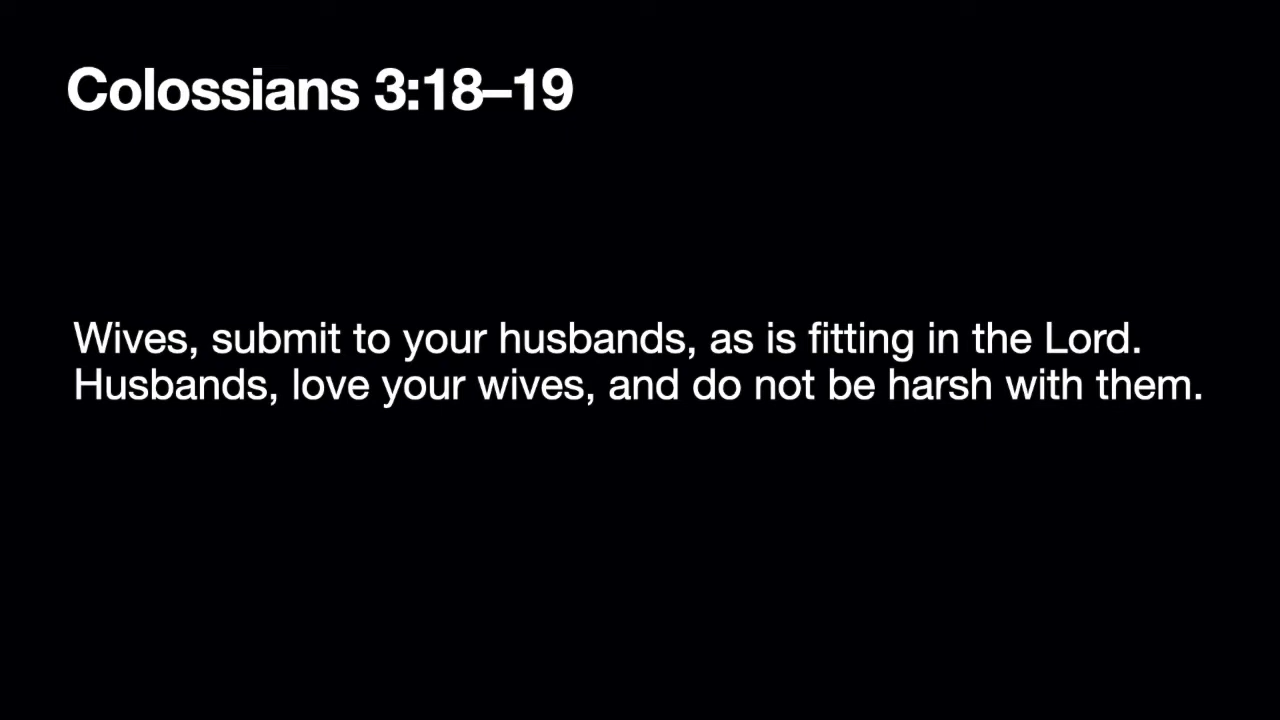 Colossians 3:18–19
Wives, submit to your husbands, as is fitting in the Lord.
Husbands, love your wives, and do not be harsh with them.